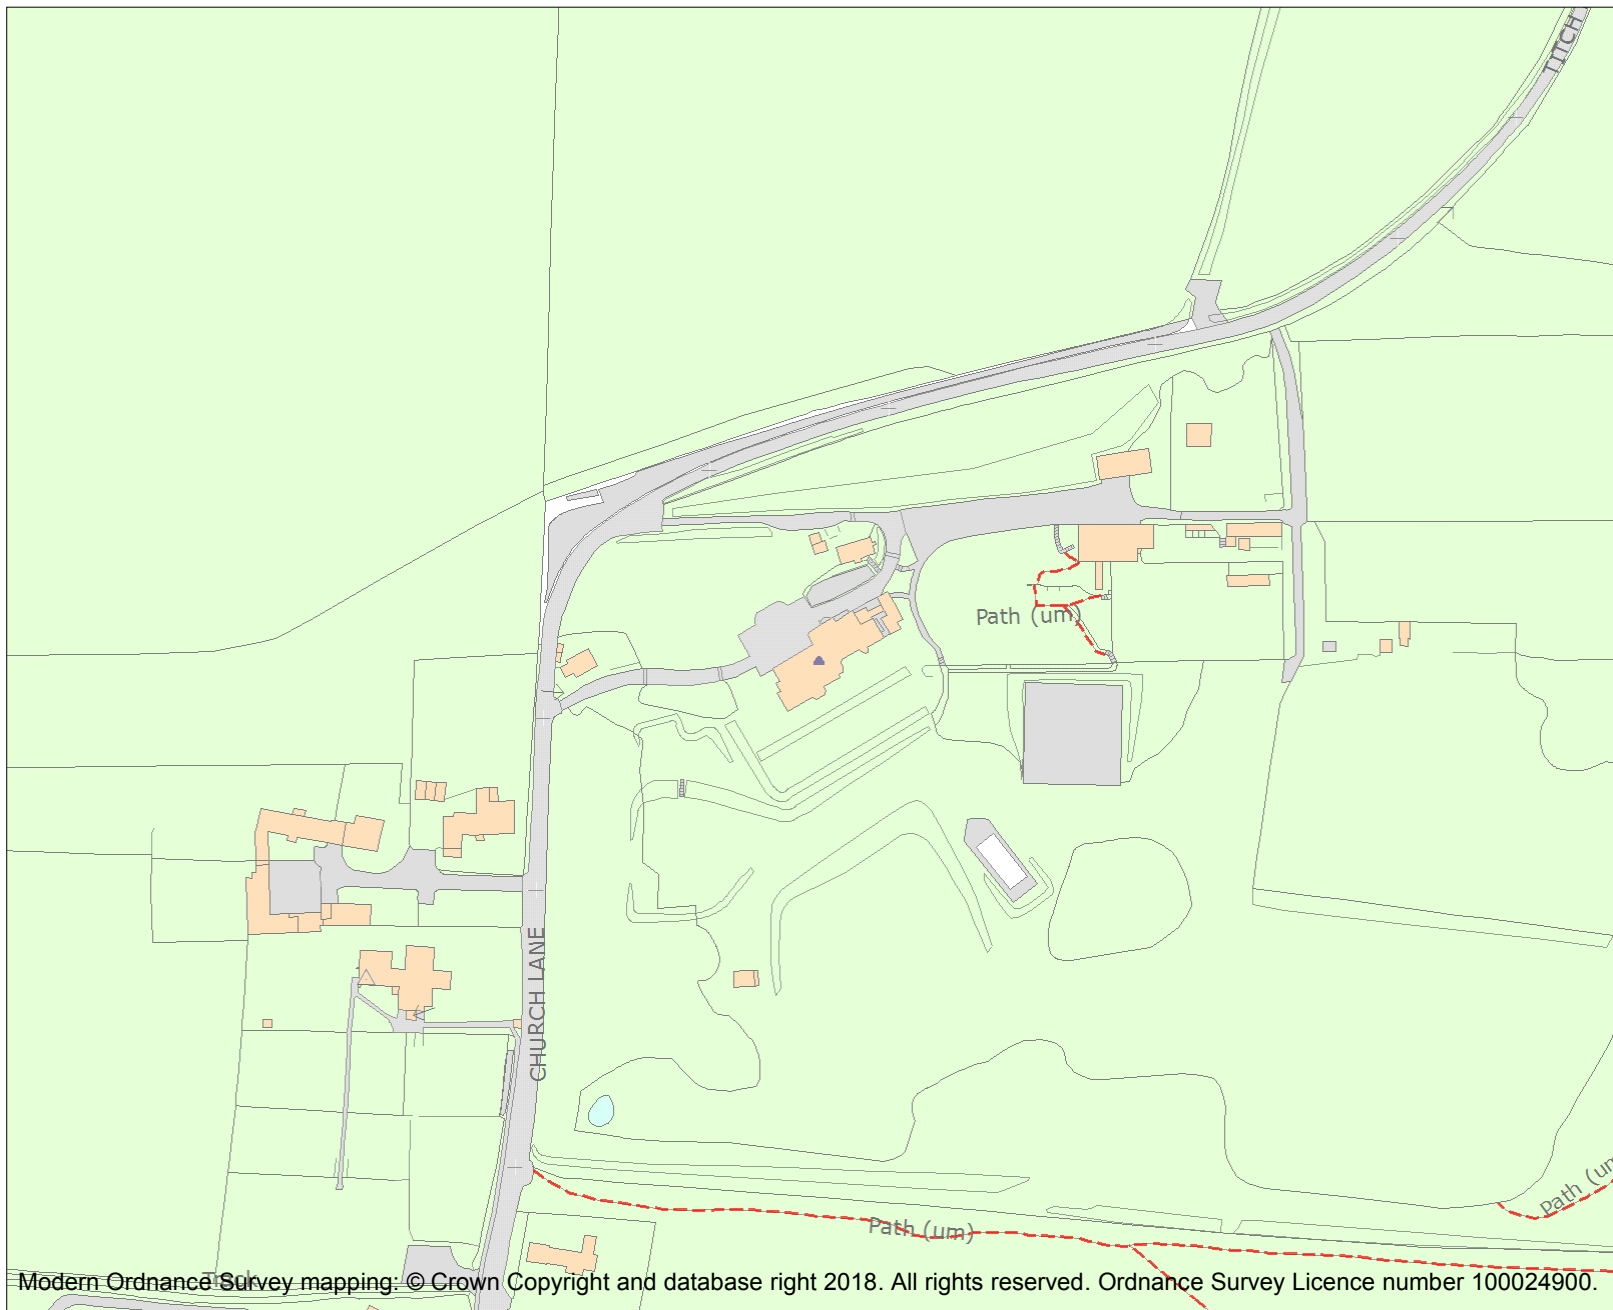 TITCH
Path (um)
CHURCH LANE
Path (um)
Path (um
Track
Modern Ordnance Survey mapping: © Crown Copyright and database right 2018. All rights reserved. Ordnance Survey Licence number 100024900.